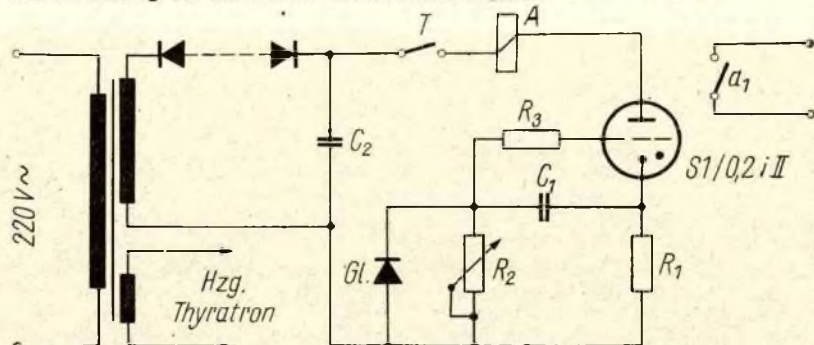 T
A
a₁
R₃
C₂
S1/0,2 i II
C₁
220 V ~
Gl.
R₂
R₁
Hzg.
Thyratron